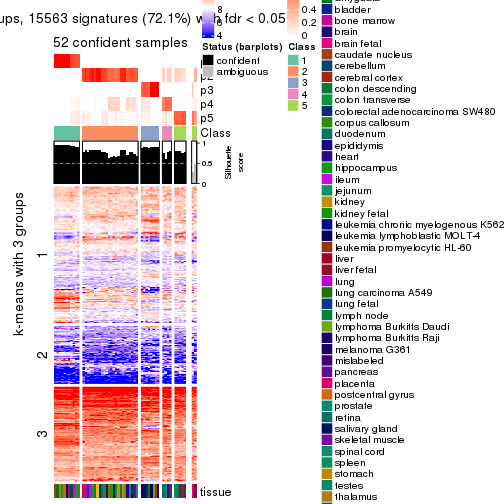 ups, 15563 signatures (72.1%) with fdr < 0.05
52 confident samples
p2
p3
p4
p5
Class
1
0.5
0
Silhouette
score
k-means with 3 groups
1
2
3
tissue
8
6
4
Status (barplots)
confident
ambiguous
0.4
0.2
0
Class
1
2
3
4
5
bladder
bone marrow
brain
brain fetal
caudate nucleus
cerebellum
cerebral cortex
colon descending
colon transverse
colorectal adenocarcinoma SW480
corpus callosum
duodenum
epididymis
heart
hippocampus
ileum
jejunum
kidney
kidney fetal
leukemia chronic myelogenous K562
leukemia lymphoblastic MOLT-4
leukemia promyelocytic HL-60
liver
liver fetal
lung
lung carcinoma A549
lung fetal
lymph node
lymphoma Burkitts Daudi
lymphoma Burkitts Raji
melanoma G361
mislabeled
pancreas
placenta
postcentral gyrus
prostate
retina
salivary gland
skeletal muscle
spinal cord
spleen
stomach
testes
thalamus